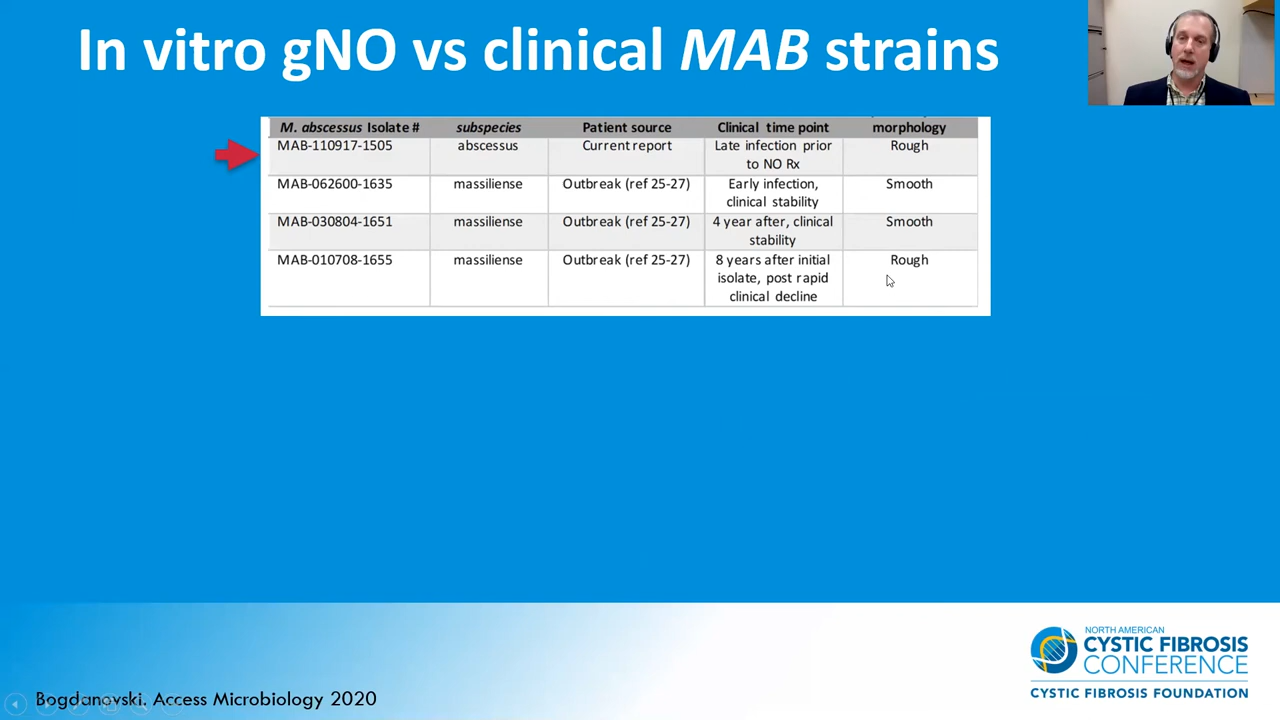 In vitro gNO vs clinical MAB strains
M. abscessus Isolate # subspecies Patient source Clinical time point morphology
MAB-110917-1505 abscessus Current report Late infection prior Rough
to NO Rx
MAB-062600-1635 massiliense Outbreak (ref 25-27) Early infection, Smooth
clinical stability
MAB-030804-1651 massiliense Outbreak (ref 25-27) 4 year after, clinical Smooth
stability
MAB-010708-1655 massiliense Outbreak (ref 25-27) 8 years after initial Rough
isolate, post rapid
clinical decline
NORTH AMERICAN
CYSTIC FIBROSIS
CONFERENCE
CYSTIC FIBROSIS FOUNDATION
Bogdanovski. Access Microbiology 2020